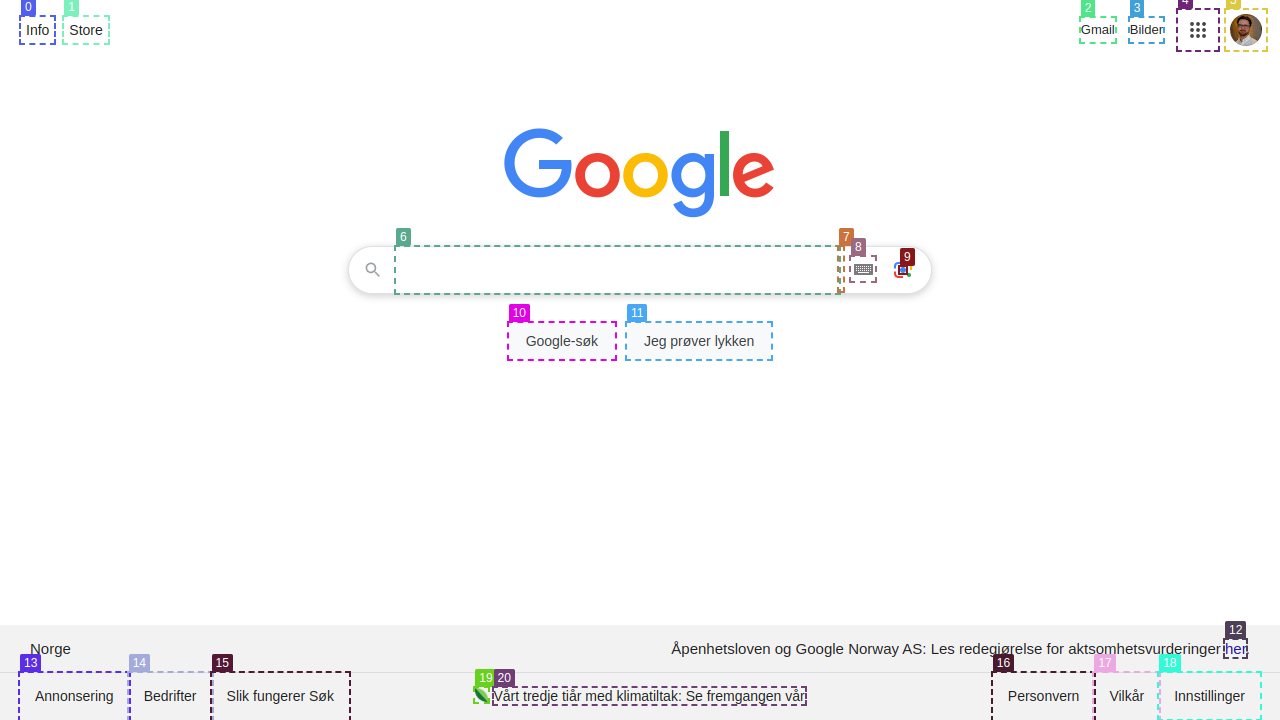 0 1 2 3 4 5
Info Store Gmail Bilder
Google
6 7 8 9
10 11
Google-søk Jeg prøver lykken
12
Norge Åpenhetsloven og Google Norway AS: Les redegjørelse for aktsomhetsvurderinger her
13 14 15 19 20 16 17 18
Annonsering Bedrifter Slik fungerer Søk Vårt tredje tiår med klimatiltak: Se fremgangen vår Personvern Vilkår Innstillinger